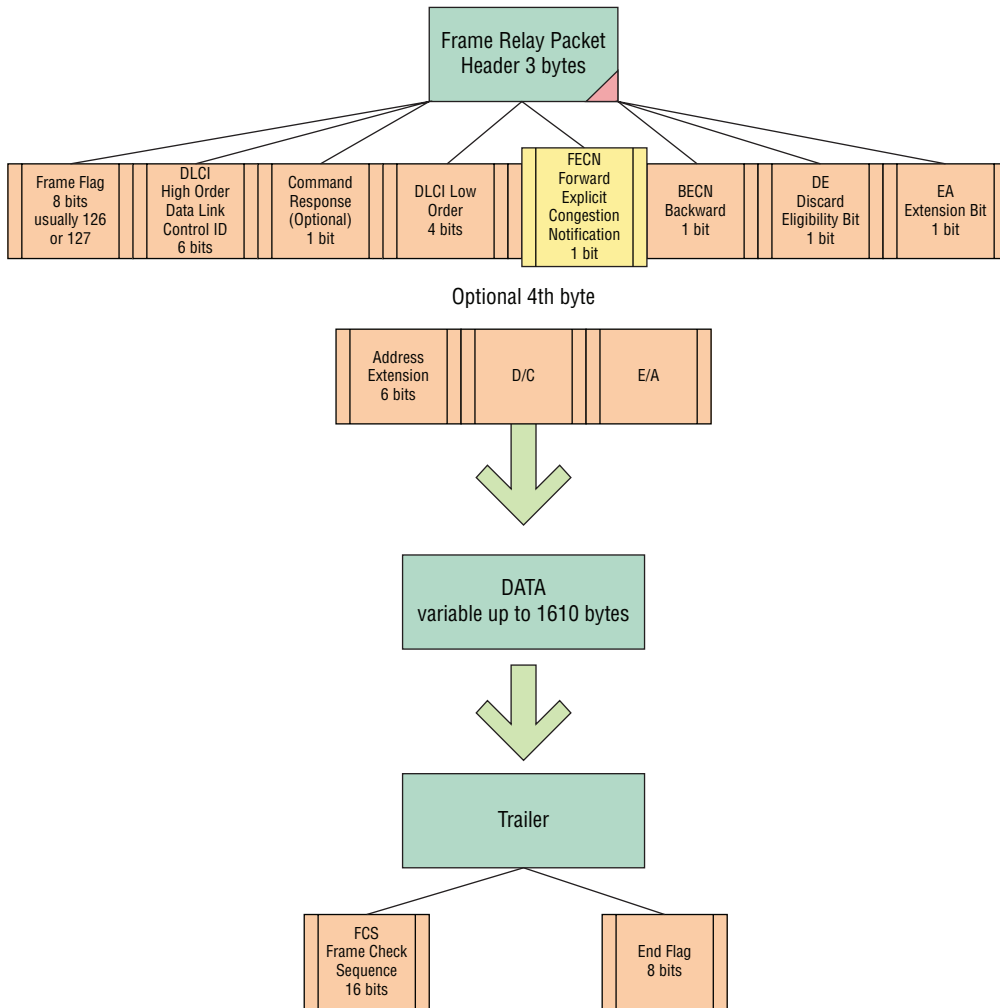 Frame Relay Packet
Header 3 bytes
Frame Flag
8 bits
usually 126
or 127
DLCI
High Order
Data Link
Control ID
6 bits
Command
Response
(Optional)
1 bit
DLCI Low
Order
4 bits
FECN
Forward
Explicit
Congestion
Notification
1 bit
BECN
Backward
1 bit
DE
Discard
Eligibility Bit
1 bit
EA
Extension Bit
1 bit
Optional 4th byte
Address
Extension
6 bits
D/C
E/A
DATA
variable up to 1610 bytes
Trailer
FCS
Frame Check
Sequence
16 bits
End Flag
8 bits